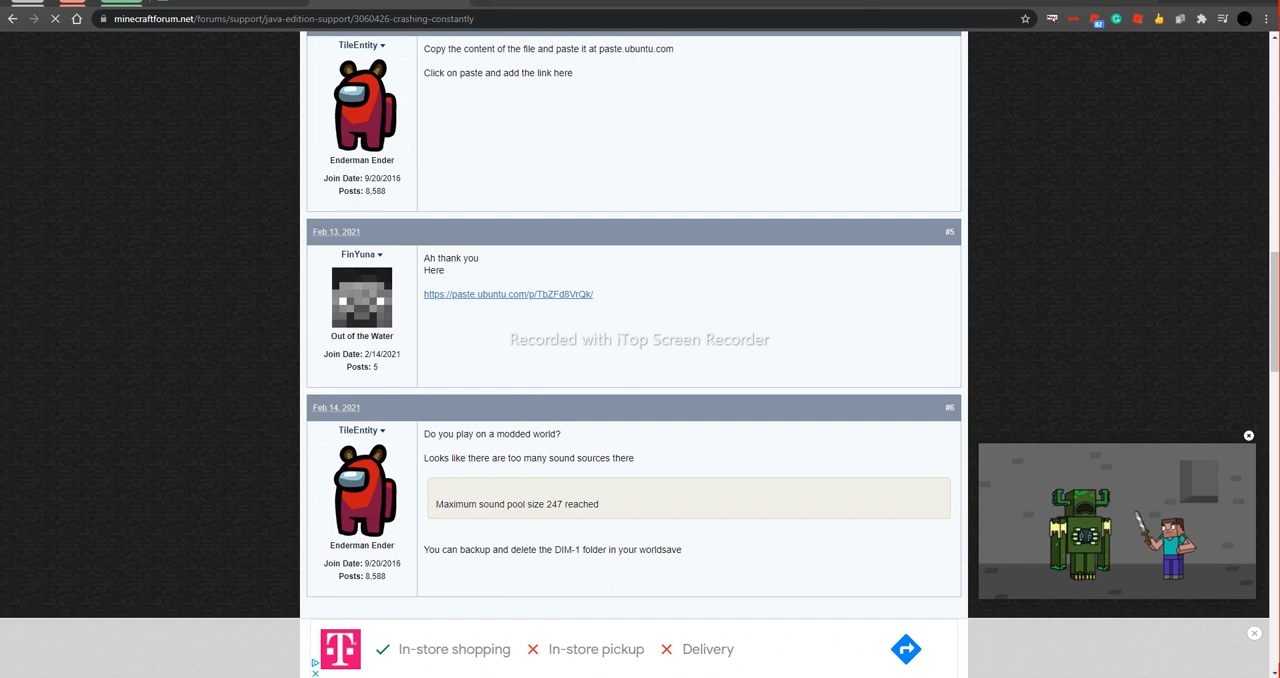 minecraftforum.net/forums/support/java-edition-support/3060426-crashing-constantly
82
TileEntity
Copy the content of the file and paste it at paste.ubuntu.com
Click on paste and add the link here
Enderman Ender
Join Date: 9/20/2016
Posts: 8,588
Feb 13, 2021
#5
FinYuna
Ah thank you
Here
https://paste.ubuntu.com/p/TbZFd8VrQk/
Out of the Water
Join Date: 2/14/2021
Posts: 5
Recorded with iTop Screen Recorder
Feb 14, 2021
#6
TileEntity
Do you play on a modded world?
Looks like there are too many sound sources there
Maximum sound pool size 247 reached
You can backup and delete the DIM-1 folder in your worldsave
Enderman Ender
Join Date: 9/20/2016
Posts: 8,588
T
In-store shopping
In-store pickup
Delivery